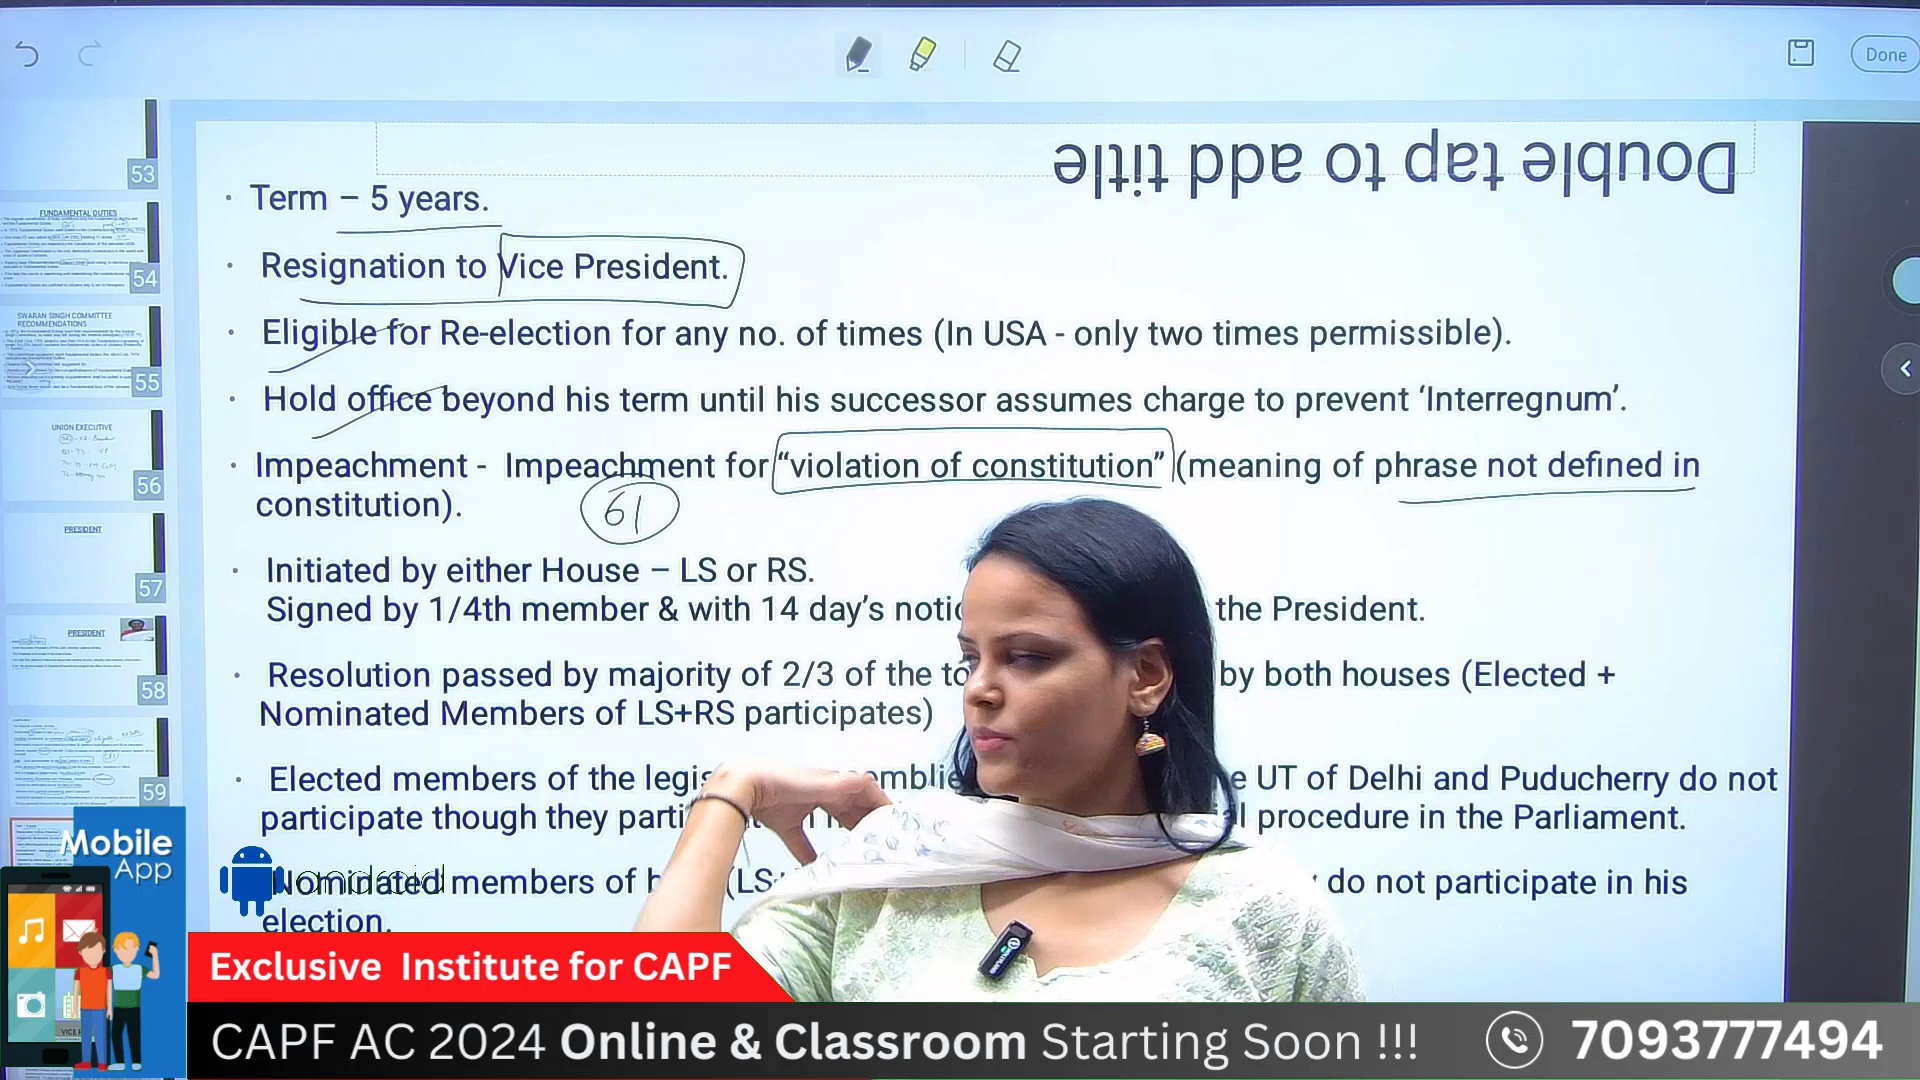 Done
Double tap to add title
• Term – 5 years.
• Resignation to Vice President.
• Eligible for Re-election for any no. of times (In USA - only two times permissible).
• Hold office beyond his term until his successor assumes charge to prevent ‘Interregnum’.
• Impeachment - Impeachment for “violation of constitution” (meaning of phrase not defined in
constitution).
61
• Initiated by either House – LS or RS.
Signed by 1/4th member & with 14 day’s the President.
• Resolution passed by majority of 2/3 of the by both houses (Elected +
Nominated Members of LS+RS participates)
• Elected members of the UT of Delhi and Puducherry do not
participate though they procedure in the Parliament.
Nominated members of do not participate in his
election.
53
FUNDAMENTAL DUTIES
54
SWARAN SINGH COMMITTEE
RECOMMENDATIONS
55
UNION EXECUTIVE
56
PRESIDENT
57
PRESIDENT
58
59
Mobile
App
android
Exclusive Institute for CAPF
CAPF AC 2024 Online & Classroom Starting Soon !!!
7093777494